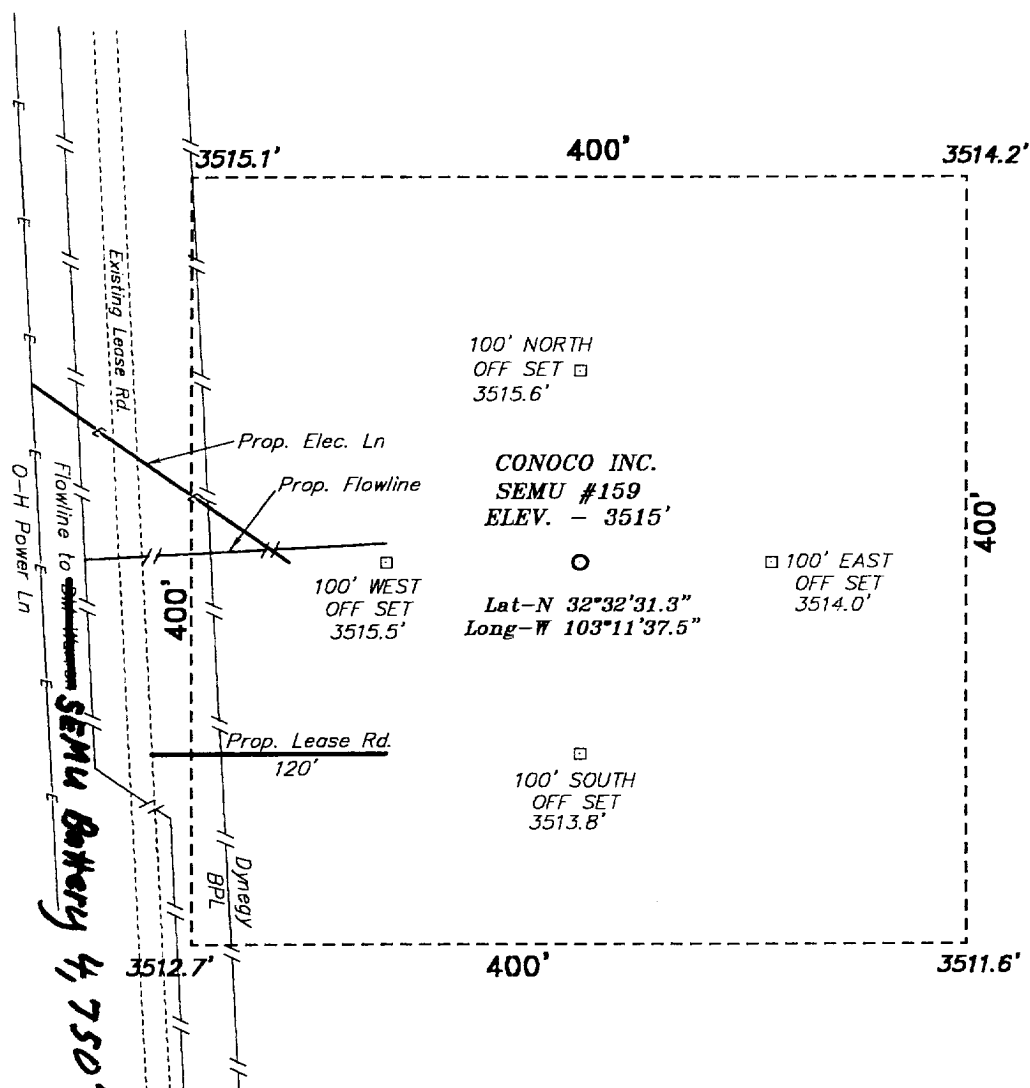 3515.1'
400'
3514.2'
Existing Lease Rd.
100' NORTH
OFF SET
3515.6'
Prop. Elec. Ln
Prop. Flowline
CONOCO INC.
SEMU #159
ELEV. - 3515'
400'
O-H Power Ln
Flowline to
SEMU Battery 4,750'
400'
100' WEST
OFF SET
3515.5'
Lat-N 32°32'31.3"
Long-W 103°11'37.5"
100' EAST
OFF SET
3514.0'
Prop. Lease Rd.
120'
100' SOUTH
OFF SET
3513.8'
Dynegy
BPL
3512.7'
400'
3511.6'
E
E
E
E
E
E
E